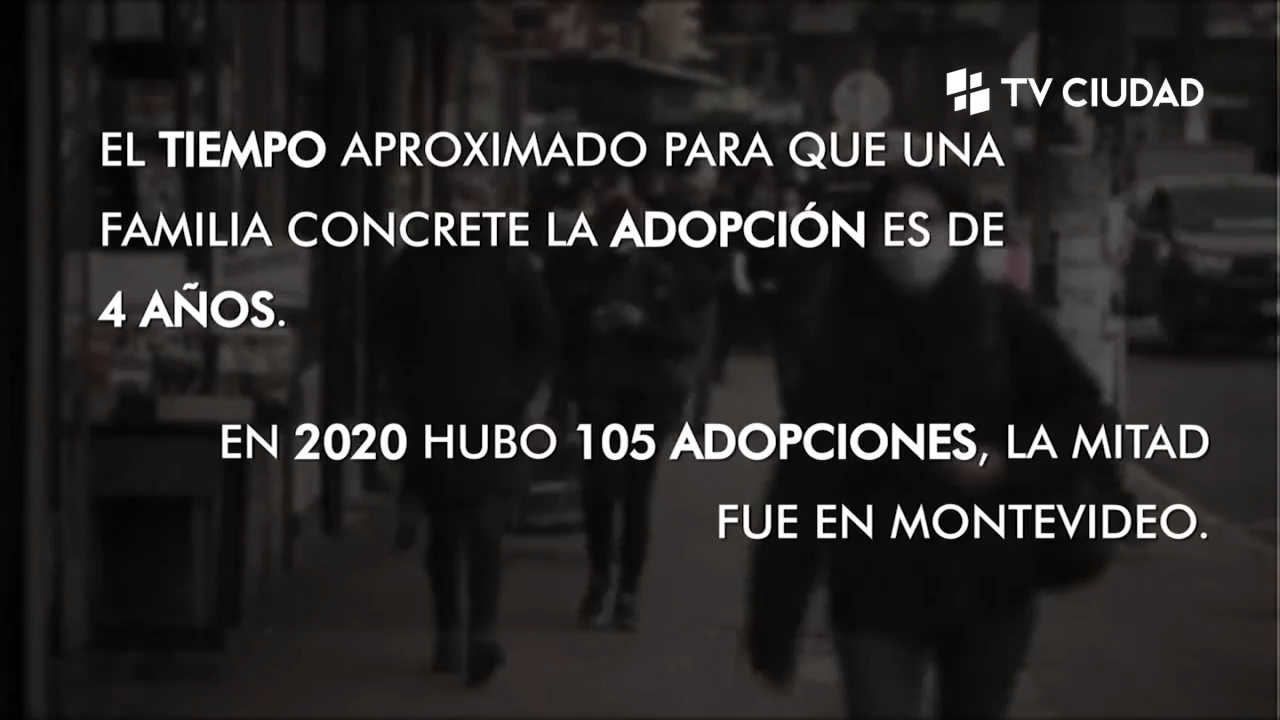 TV CIUDAD
EL TIEMPO APROXIMADO PARA QUE UNA
FAMILIA CONCRETE LA ADOPCIÓN ES DE
4 AÑOS.
EN 2020 HUBO 105 ADOPCIONES, LA MITAD
FUE EN MONTEVIDEO.